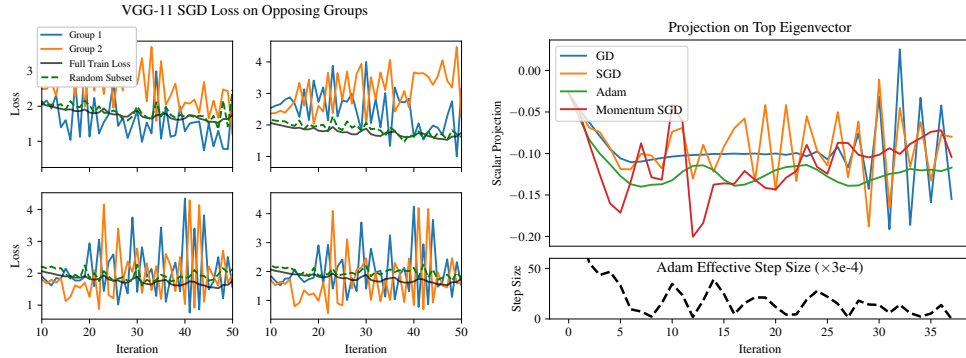 VGG-11 SGD Loss on Opposing Groups
Group 1
Group 2
Full Train Loss
Random Subset
Loss
3
2
1
4
3
2
1
Loss
4
3
2
1
10 20 30 40 50
Iteration
4
3
2
1
10 20 30 40 50
Iteration
Projection on Top Eigenvector
GD
SGD
Adam
Momentum SGD
Scalar Projection
0.00
−0.05
−0.10
−0.15
−0.20
Adam Effective Step Size (×3e-4)
Step Size
50
0
0 5 10 15 20 25 30 35
Iteration